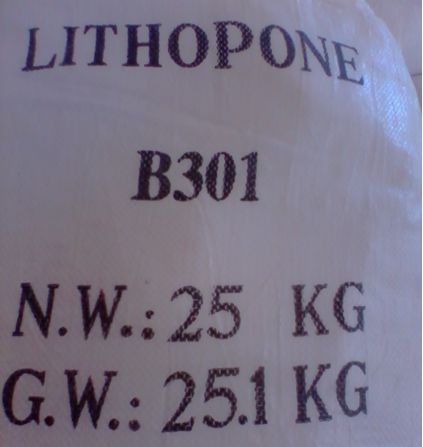 LITHOPONE
B301
N.W.: 25 KG
G.W.: 25.1 KG